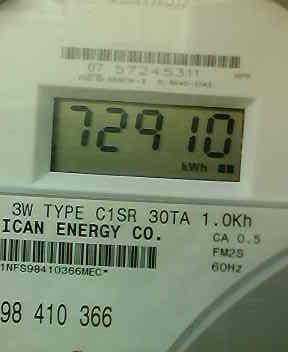 07 57245311
72910
kWh
3W TYPE C1SR 30TA 1.0Kh
ICAN ENERGY CO.
CA 0.5
FM2S
60Hz
1NFS98410366MEC*
98 410 366